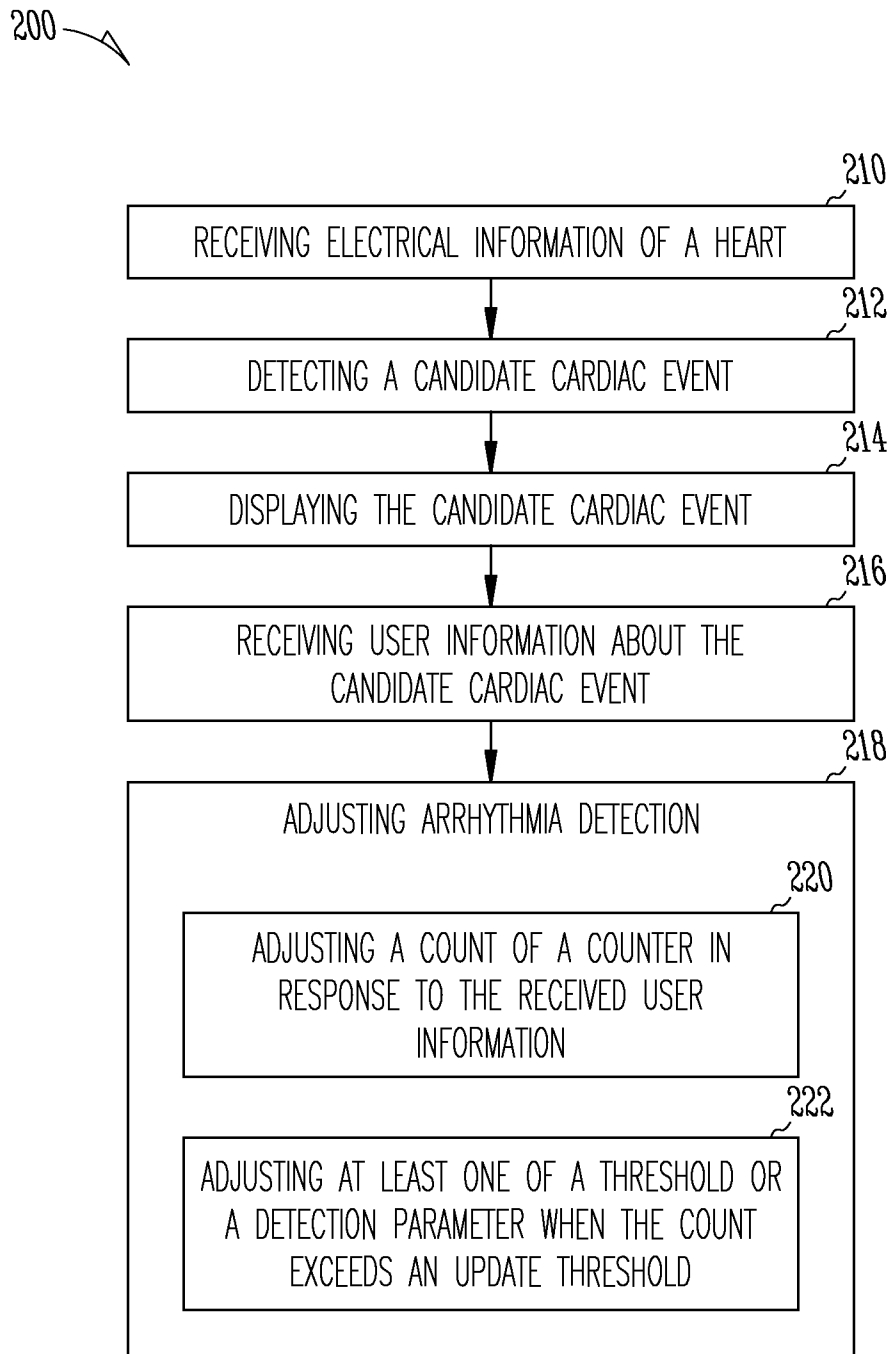 200
210
RECEIVING ELECTRICAL INFORMATION OF A HEART
212
DETECTING A CANDIDATE CARDIAC EVENT
214
DISPLAYING THE CANDIDATE CARDIAC EVENT
216
RECEIVING USER INFORMATION ABOUT THE
CANDIDATE CARDIAC EVENT
218
ADJUSTING ARRHYTHMIA DETECTION
220
ADJUSTING A COUNT OF A COUNTER IN
RESPONSE TO THE RECEIVED USER
INFORMATION
222
ADJUSTING AT LEAST ONE OF A THRESHOLD OR
A DETECTION PARAMETER WHEN THE COUNT
EXCEEDS AN UPDATE THRESHOLD